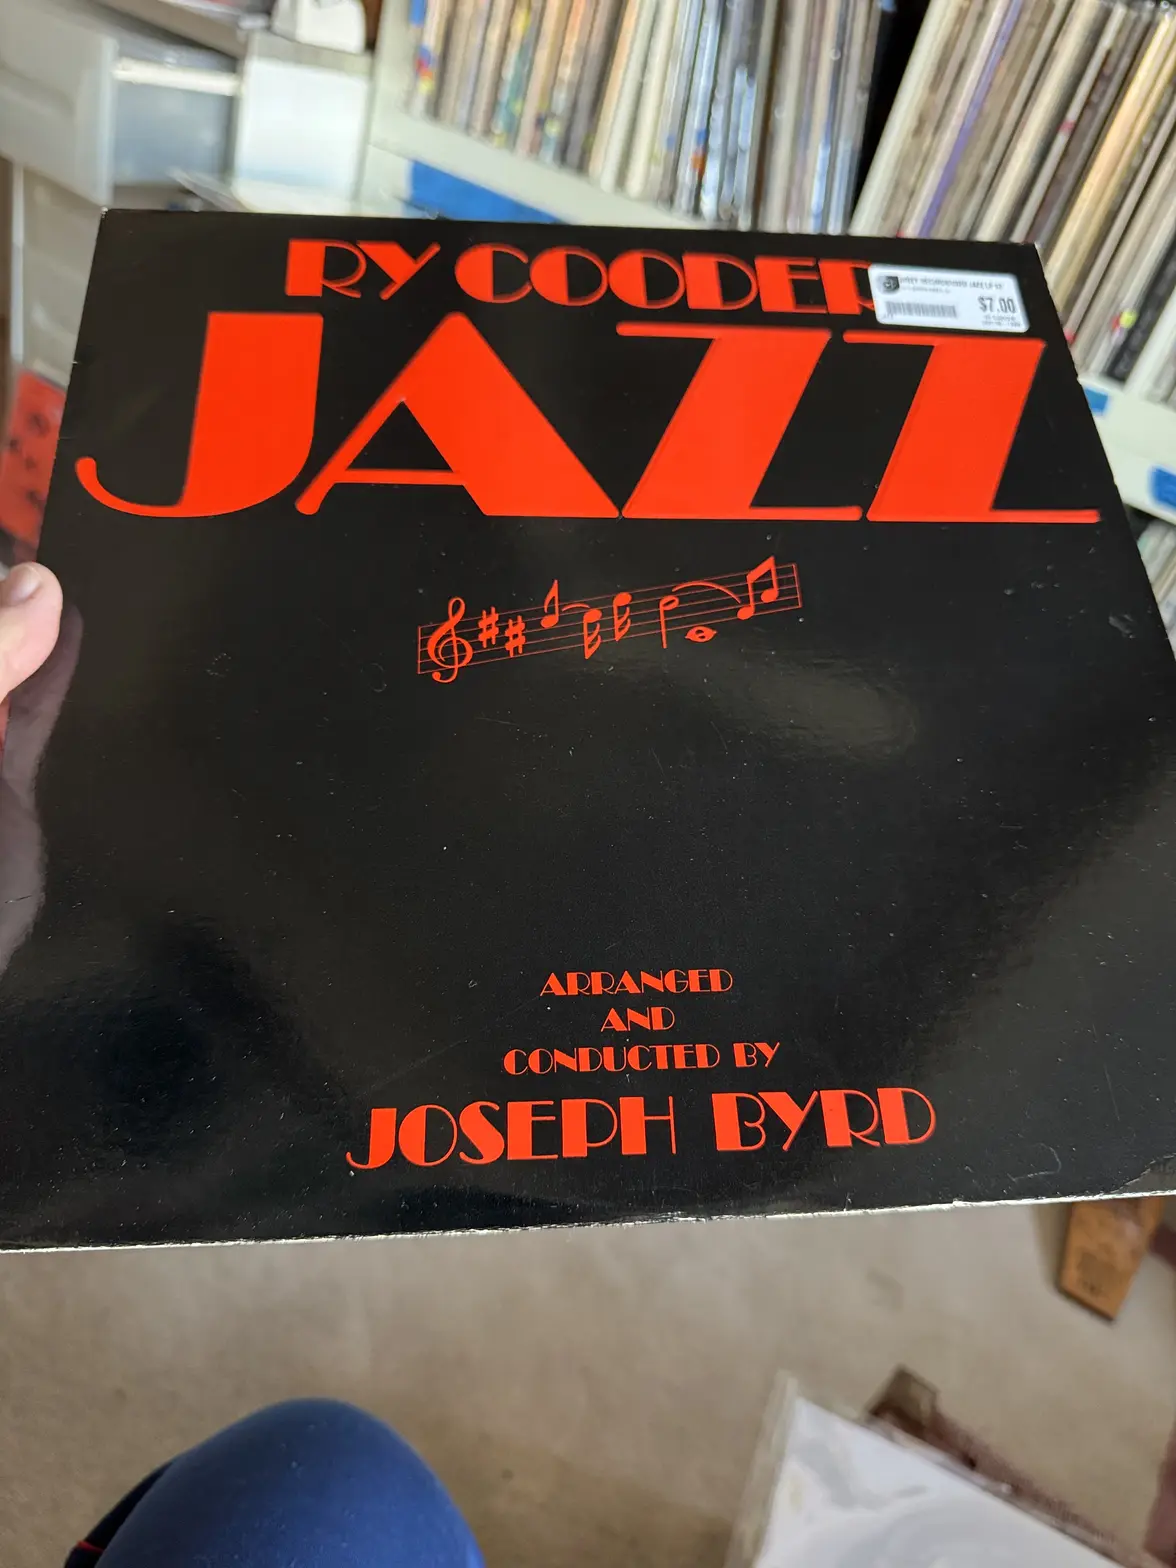 RY COODER
JAZZ
$7.00
ARRANGED
AND
CONDUCTED BY
JOSEPH BYRD